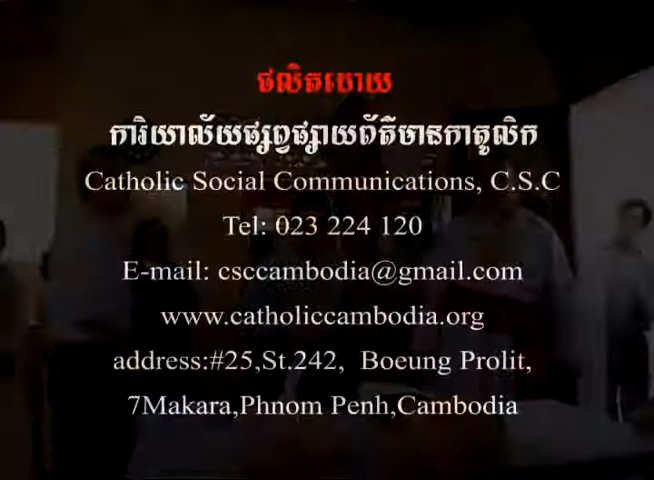 ផលិតដោយ
ការិយាល័យផ្សព្វផ្សាយព័ត៌មានកាតូលិក
Catholic Social Communications, C.S.C
Tel: 023 224 120
E-mail: csccambodia@gmail.com
www.catholiccambodia.org
address:#25,St.242, Boeung Prolit,
7Makara,Phnom Penh,Cambodia